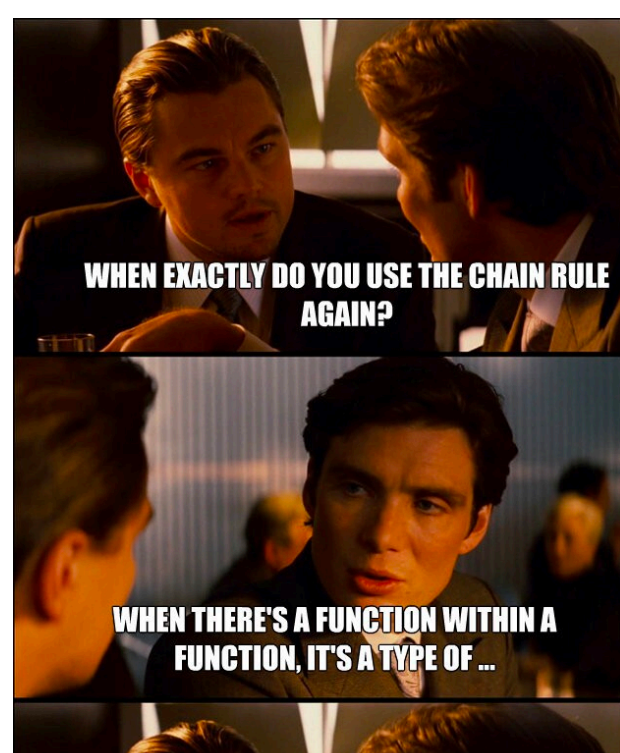 WHEN EXACTLY DO YOU USE THE CHAIN RULE
AGAIN?
WHEN THERE'S A FUNCTION WITHIN A
FUNCTION, IT'S A TYPE OF ...